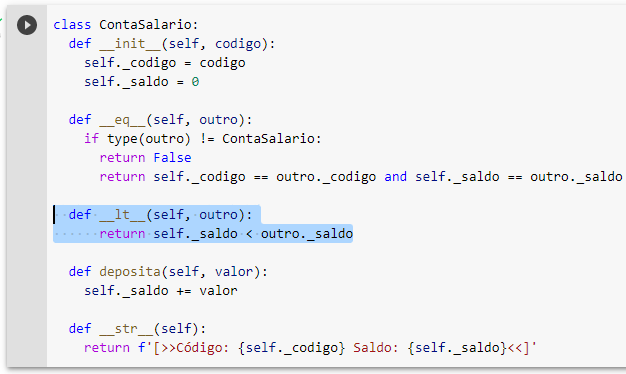 class ContaSalario:
  def __init__(self, codigo):
    self._codigo = codigo
    self._saldo = 0

  def __eq__(self, outro):
    if type(outro) != ContaSalario:
      return False
      return self._codigo == outro._codigo and self._saldo == outro._saldo

  def __lt__(self, outro):
      return self._saldo < outro._saldo

  def deposita(self, valor):
    self._saldo += valor

  def __str__(self):
    return f'[>>Código: {self._codigo} Saldo: {self._saldo}<<]'